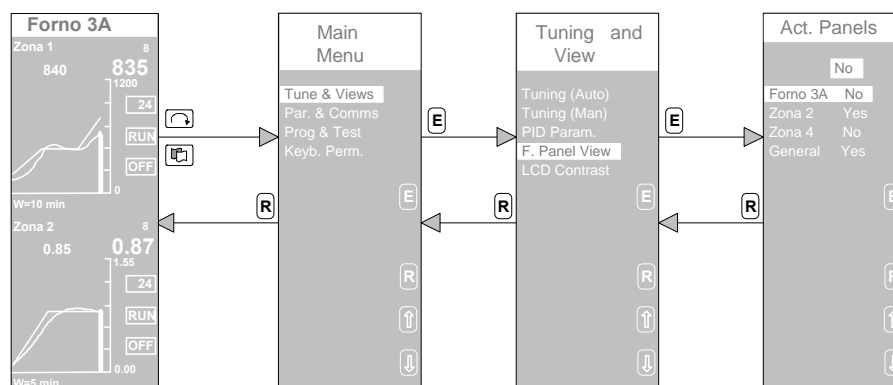 Forno 3A
Zona 1 8
840 835
1200
24
RUN
OFF
0
W=10 min
Zona 2 8
0.85 0.87
1.55
24
RUN
OFF
0.00
W=5 min
E
R
Main
Menu
Tune & Views
Par. & Comms
Prog & Test
Keyb. Perm.
E
R
E
R
Tuning and
View
Tuning (Auto)
Tuning (Man)
PID Param.
F. Panel View
LCD Contrast
E
R
E
R
Act. Panels
No
Forno 3A No
Zona 2 Yes
Zona 4 No
General Yes
E
R